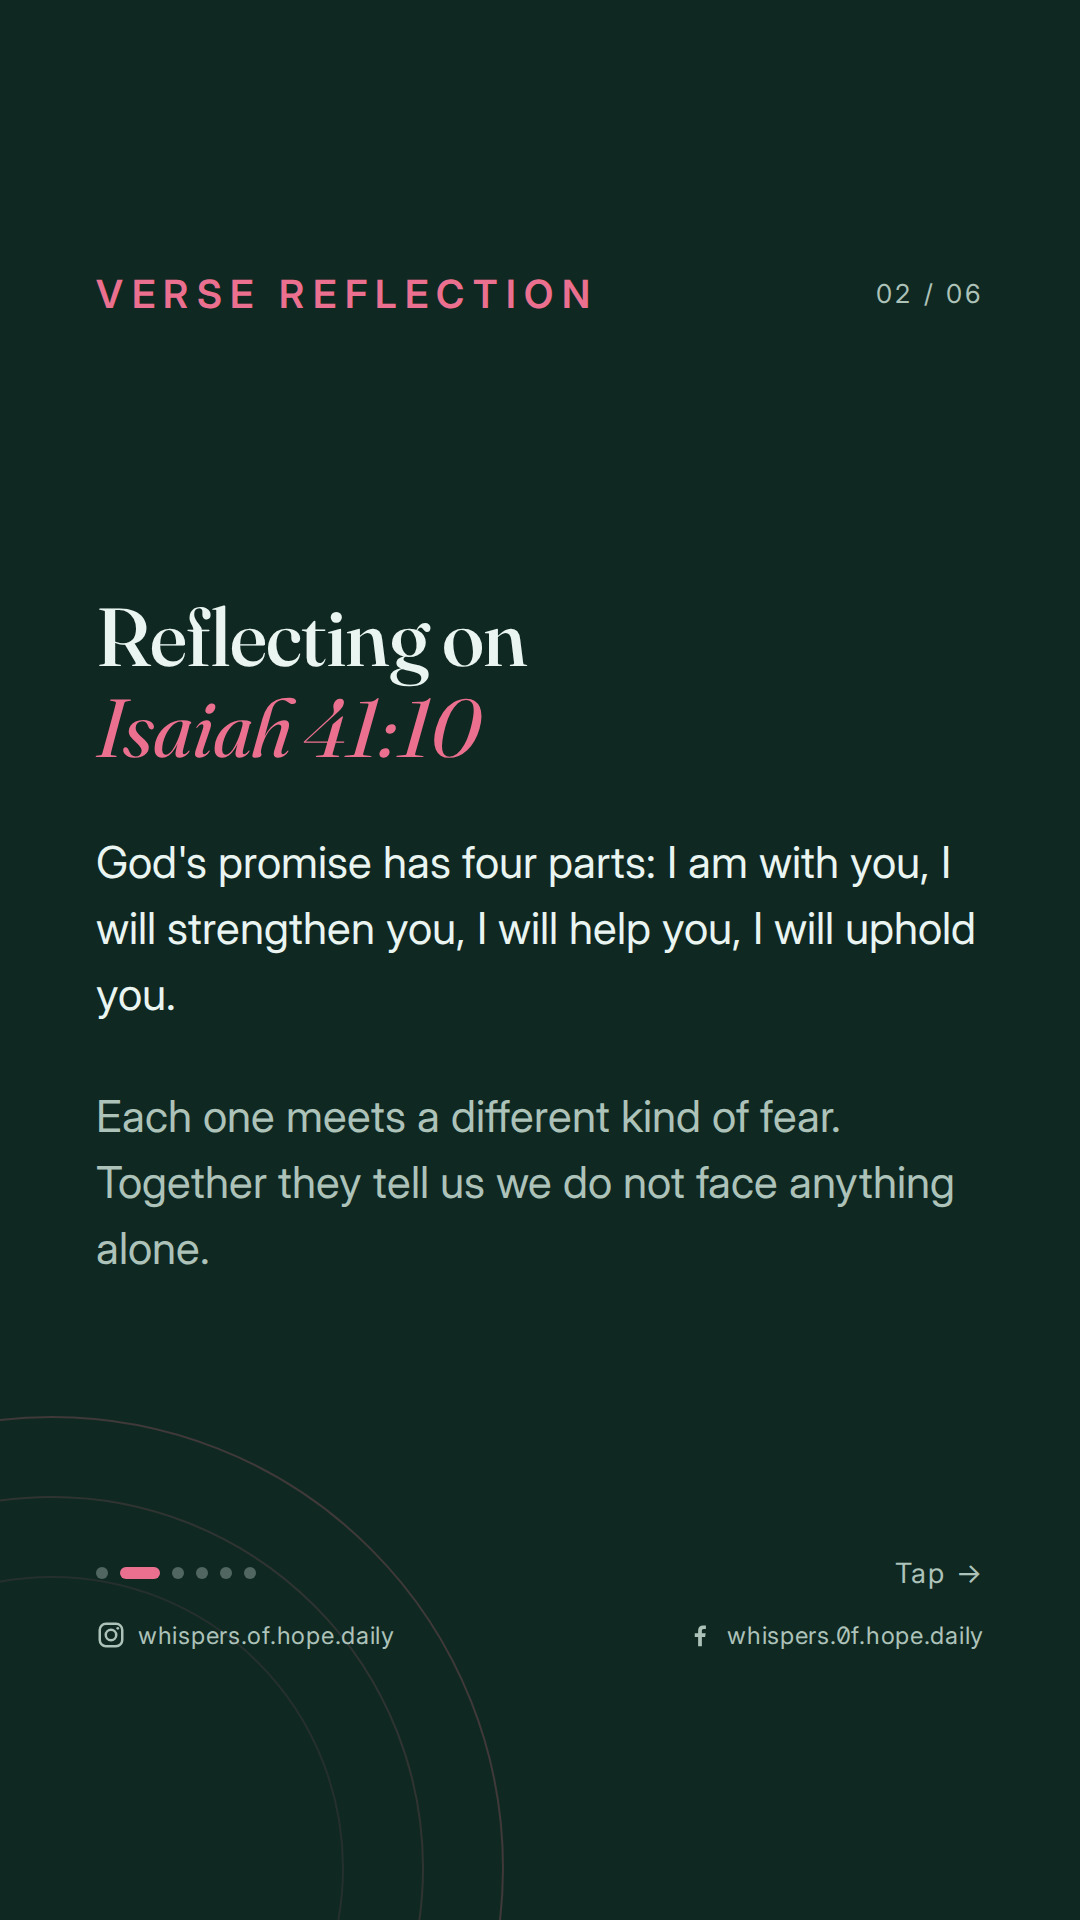 VERSE REFLECTION
02 / 06
Reflecting on
Isaiah 41:10
God's promise has four parts: I am with you, I
will strengthen you, I will help you, I will uphold
you.
Each one meets a different kind of fear.
Together they tell us we do not face anything
alone.
Tap →
whispers.of.hope.daily
whispers.0f.hope.daily